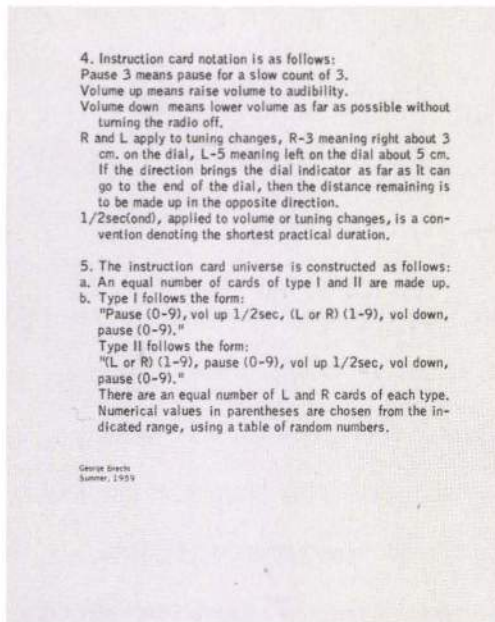 4. Instruction card notation is as follows:
Pause 3 means pause for a slow count of 3.
Volume up means raise volume to audibility.
Volume down means lower volume as far as possible without
turning the radio off.
R and L apply to tuning changes, R-3 meaning right about 3
cm. on the dial, L-5 meaning left on the dial about 5 cm.
If the direction brings the dial indicator as far as it can
go to the end of the dial, then the distance remaining is
to be made up in the opposite direction.
1/2sec(ond), applied to volume or tuning changes, is a con-
vention denoting the shortest practical duration.
5. The instruction card universe is constructed as follows:
a. An equal number of cards of type I and II are made up.
b. Type I follows the form:
"Pause (0-9), vol up 1/2sec, (L or R) (1-9), vol down,
pause (0-9)."
Type II follows the form:
"(L or R) (1-9), pause (0-9), vol up 1/2sec, vol down,
pause (0-9)."
There are an equal number of L and R cards of each type.
Numerical values in parentheses are chosen from the in-
dicated range, using a table of random numbers.
George Brecht
Summer, 1959